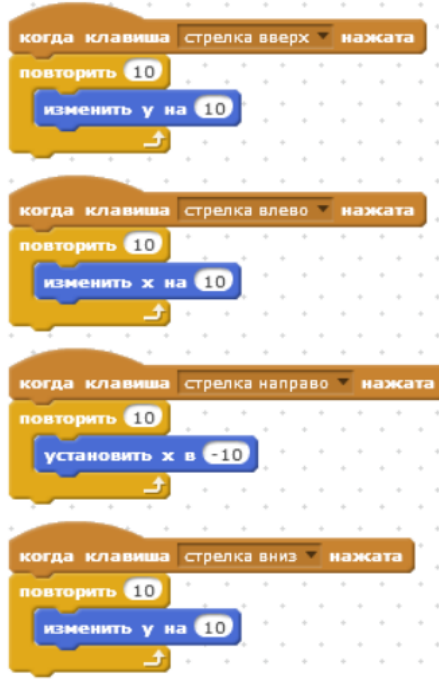 когда клавиша стрелка вверх нажата
повторить 10
изменить y на 10
когда клавиша стрелка влево нажата
повторить 10
изменить x на 10
когда клавиша стрелка направо нажата
повторить 10
установить x в -10
когда клавиша стрелка вниз нажата
повторить 10
изменить y на 10